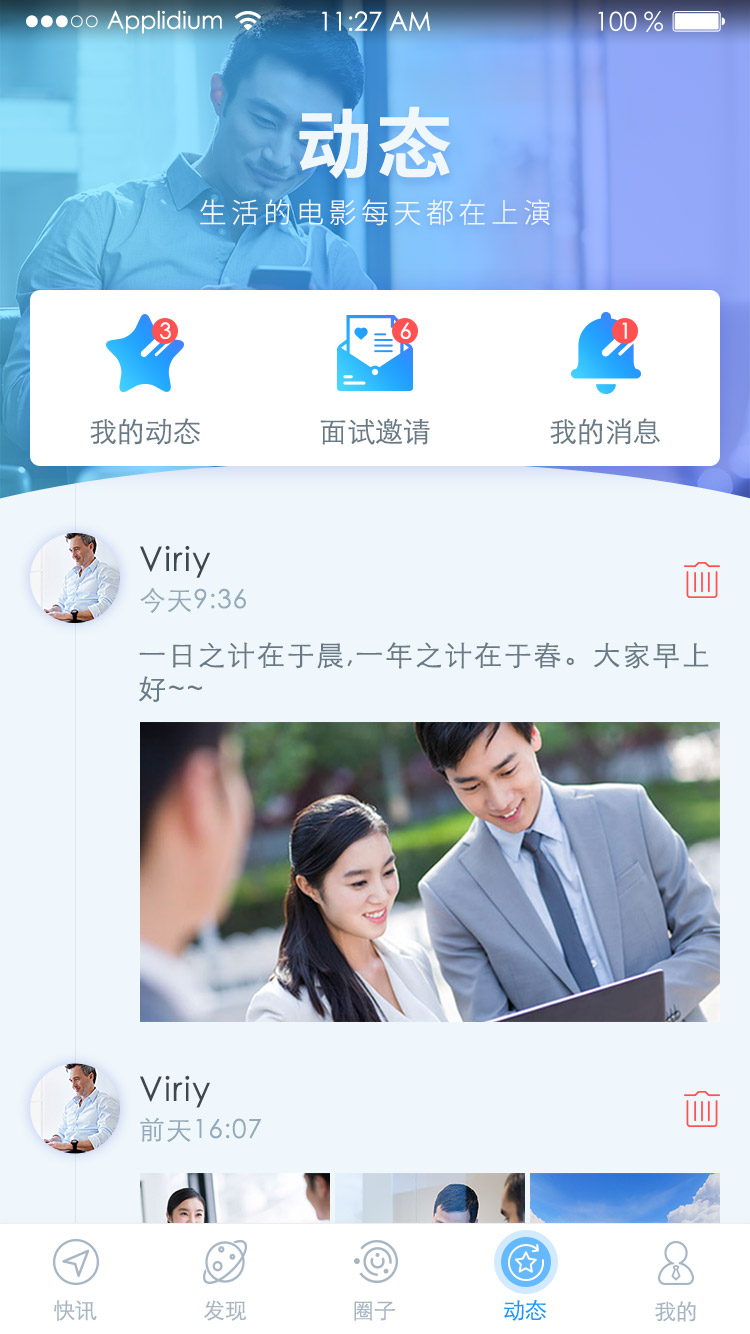 Applidium 11:27 AM 100 %
动态
生活的电影每天都在上演
3 6 1
我的动态 面试邀请 我的消息
Viriy
今天9:36
一日之计在于晨,一年之计在于春。大家早上
好~~
Viriy
前天16:07
快讯 发现 圈子 动态 我的